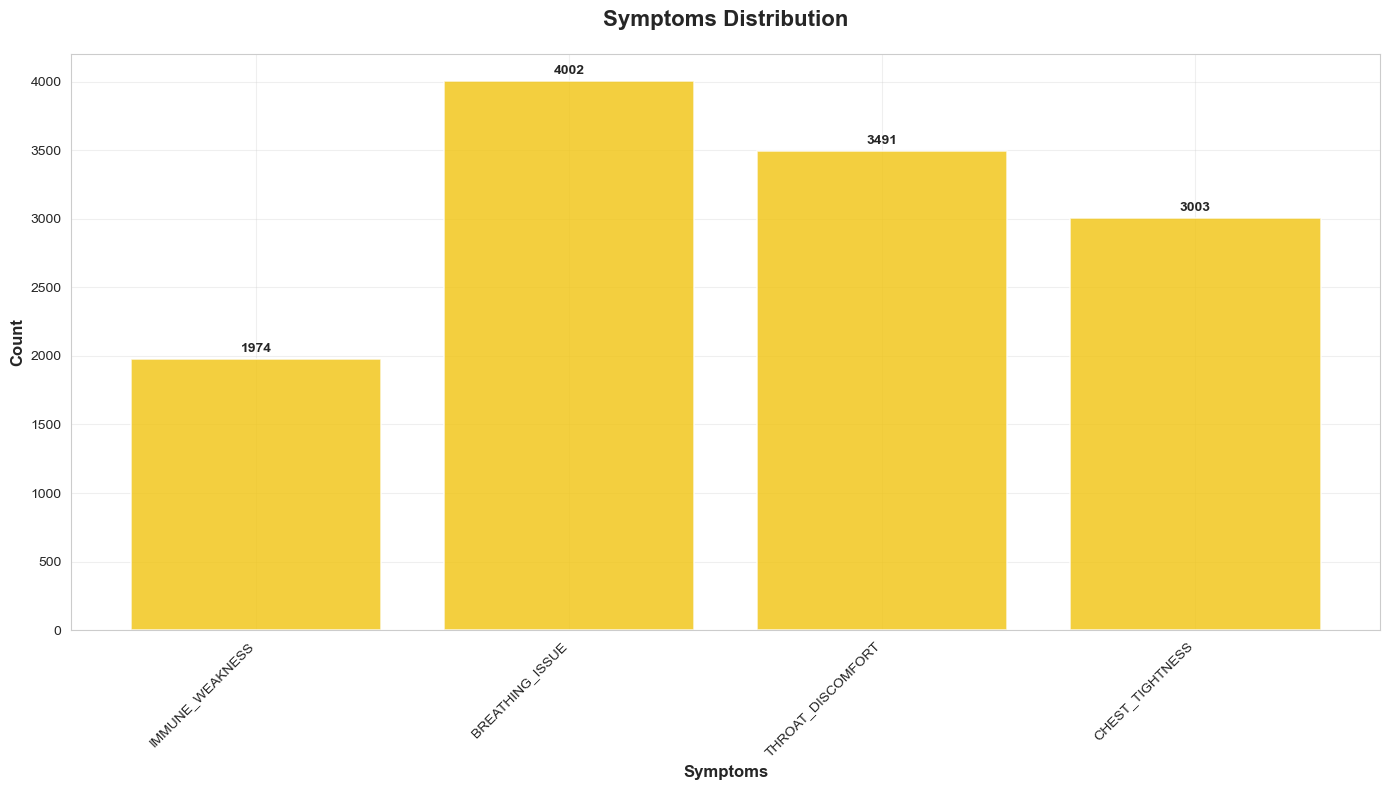 Symptoms Distribution
4002
4000
3491
3500
3003
3000
2500
1974
2000
1500
1000
500
0
Count
IMMUNE_WEAKNESS
BREATHING_ISSUE
THROAT_DISCOMFORT
CHEST_TIGHTNESS
Symptoms